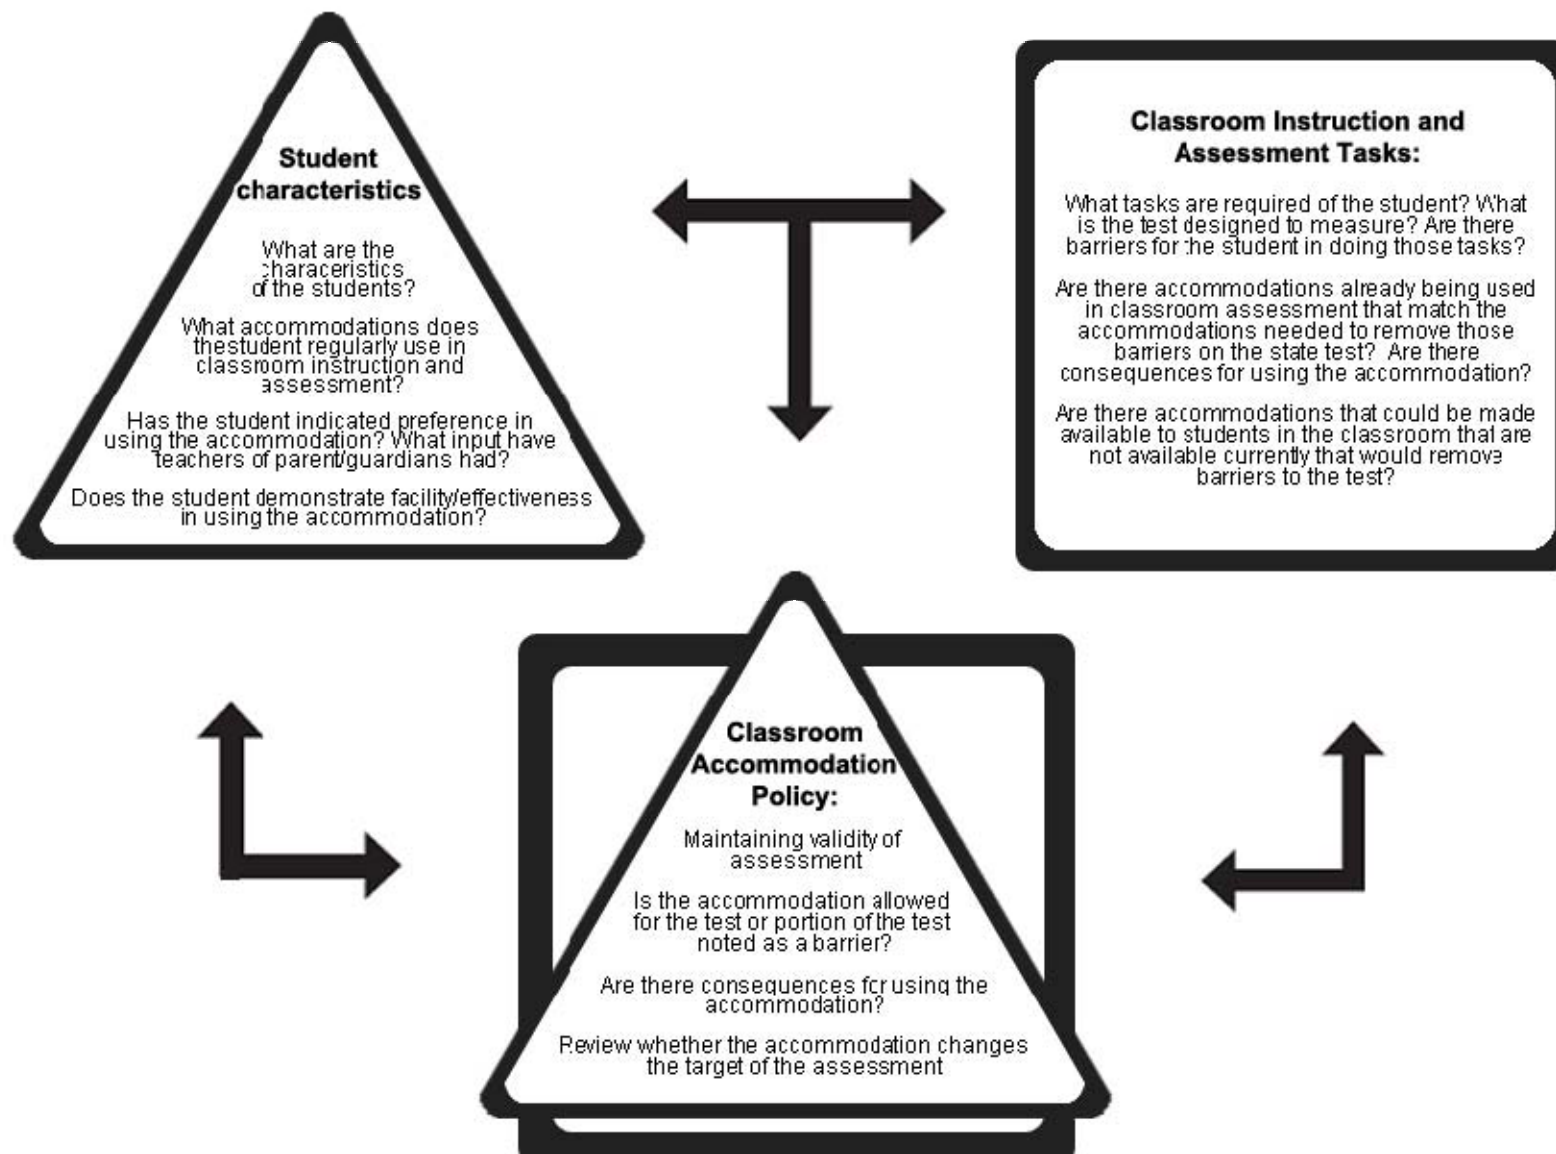 Student
characteristics
What are the
characeristics
of the students?
What accommodations does
thestudent regularly use in
classroom instruction and
assessment?
Has the student indicated preference in
using the accommodation? What input have
teachers of parent/guardians had?
Does the student demonstrate facility/effectiveness
in using the accommodation?
Classroom Instruction and
Assessment Tasks:
What tasks are required of the student? What
is the test designed to measure? Are there
barriers for the student in doing those tasks?
Are there accommodations already being used
in classroom assessment that match the
accommodations needed to remove those
barriers on the state test? Are there
consequences for using the accommodation?
Are there accommodations that could be made
available to students in the classroom that are
not available currently that would remove
barriers to the test?
Classroom
Accommodation
Policy:
Maintaining validity of
assessment
Is the accommodation allowed
for the test or portion of the test
noted as a barrier?
Are there consequences for using the
accommodation?
Review whether the accommodation changes
the target of the assessment